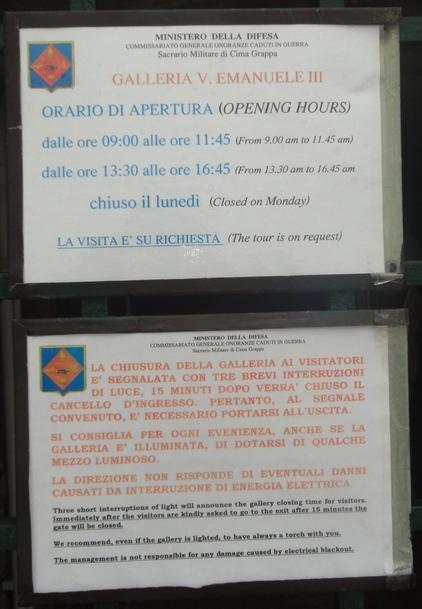 MINISTERO DELLA DIFESA
COMMISSARIATO GENERALE ONORANZE CADUTI IN GUERRA
Sacrario Militare di Cima Grappa
GALLERIA V. EMANUELE III
ORARIO DI APERTURA (OPENING HOURS)
dalle ore 09:00 alle ore 11:45 (From 9.00 am to 11.45 am)
dalle ore 13:30 alle ore 16:45 (From 13.30 am to 16.45 am
chiuso il lunedì (Closed on Monday)
LA VISITA E' SU RICHIESTA (The tour is on request)
MINISTERO DELLA DIFESA
COMMISSARIATO GENERALE ONORANZE CADUTI IN GUERRA
Sacrario Militare di Cima Grappa
LA CHIUSURA DELLA GALLERIA AI VISITATORI
E' SEGNALATA CON TRE BREVI INTERRUZIONI
DI LUCE, 15 MINUTI DOPO VERRA' CHIUSO IL
CANCELLO D'INGRESSO. PERTANTO, AL SEGNALE
CONVENUTO, E' NECESSARIO PORTARSI ALL'USCITA.
SI CONSIGLIA PER OGNI EVENIENZA, ANCHE SE LA
GALLERIA E' ILLUMINATA, DI DOTARSI DI QUALCHE
MEZZO LUMINOSO.
LA DIREZIONE NON RISPONDE DI EVENTUALI DANNI
CAUSATI DA INTERRUZIONE DI ENERGIA ELETTRICA
Three short interruptions of light will announce the gallery closing time for visitors.
Immediately after the visitors are kindly asked to go to the exit after 15 minutes the
gate will be closed.
We recommend, even if the gallery is lighted, to have always a torch with you.
The management is not responsible for any damage caused by electrical blackout.